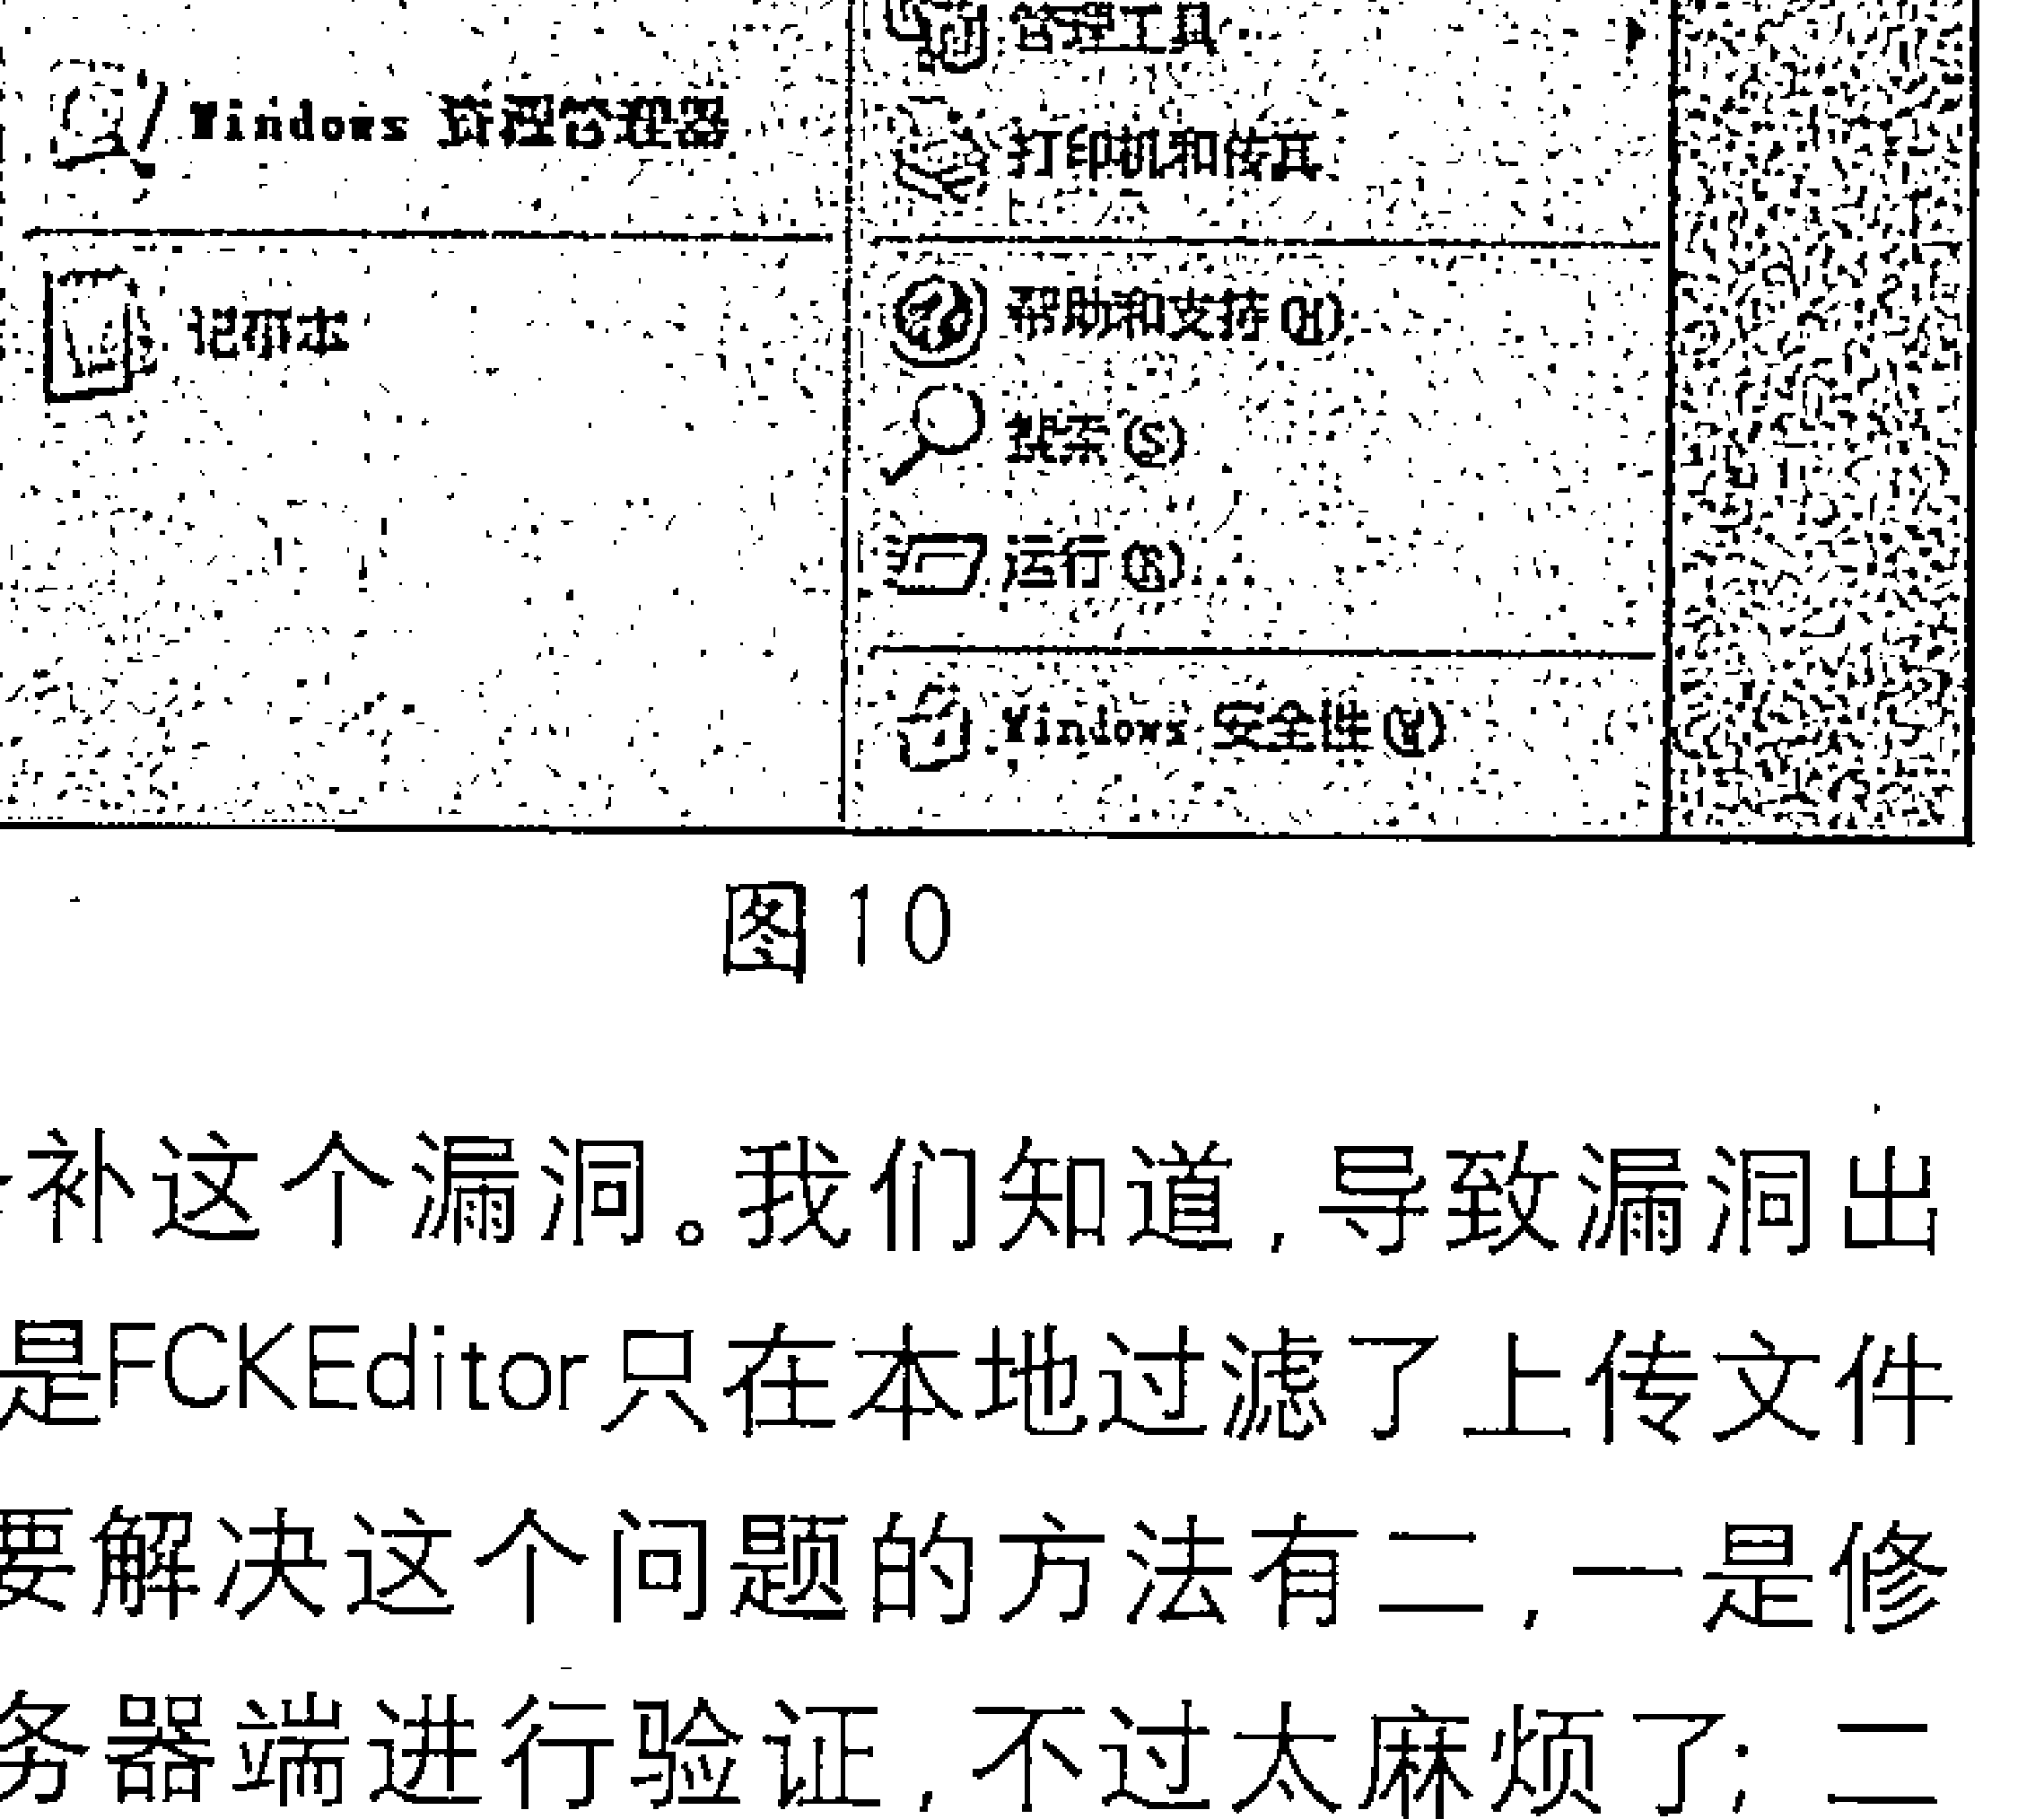 管理工具
Windows 资源管理器
打印机和传真
记事本
帮助和支持(H)
搜索(S)
运行(R)
Windows 安全性(W)
图10
补这个漏洞。我们知道,导致漏洞出
是FCKEditor只在本地过滤了上传文件
要解决这个问题的方法有二,一是修
务器端进行验证,不过太麻烦了;二